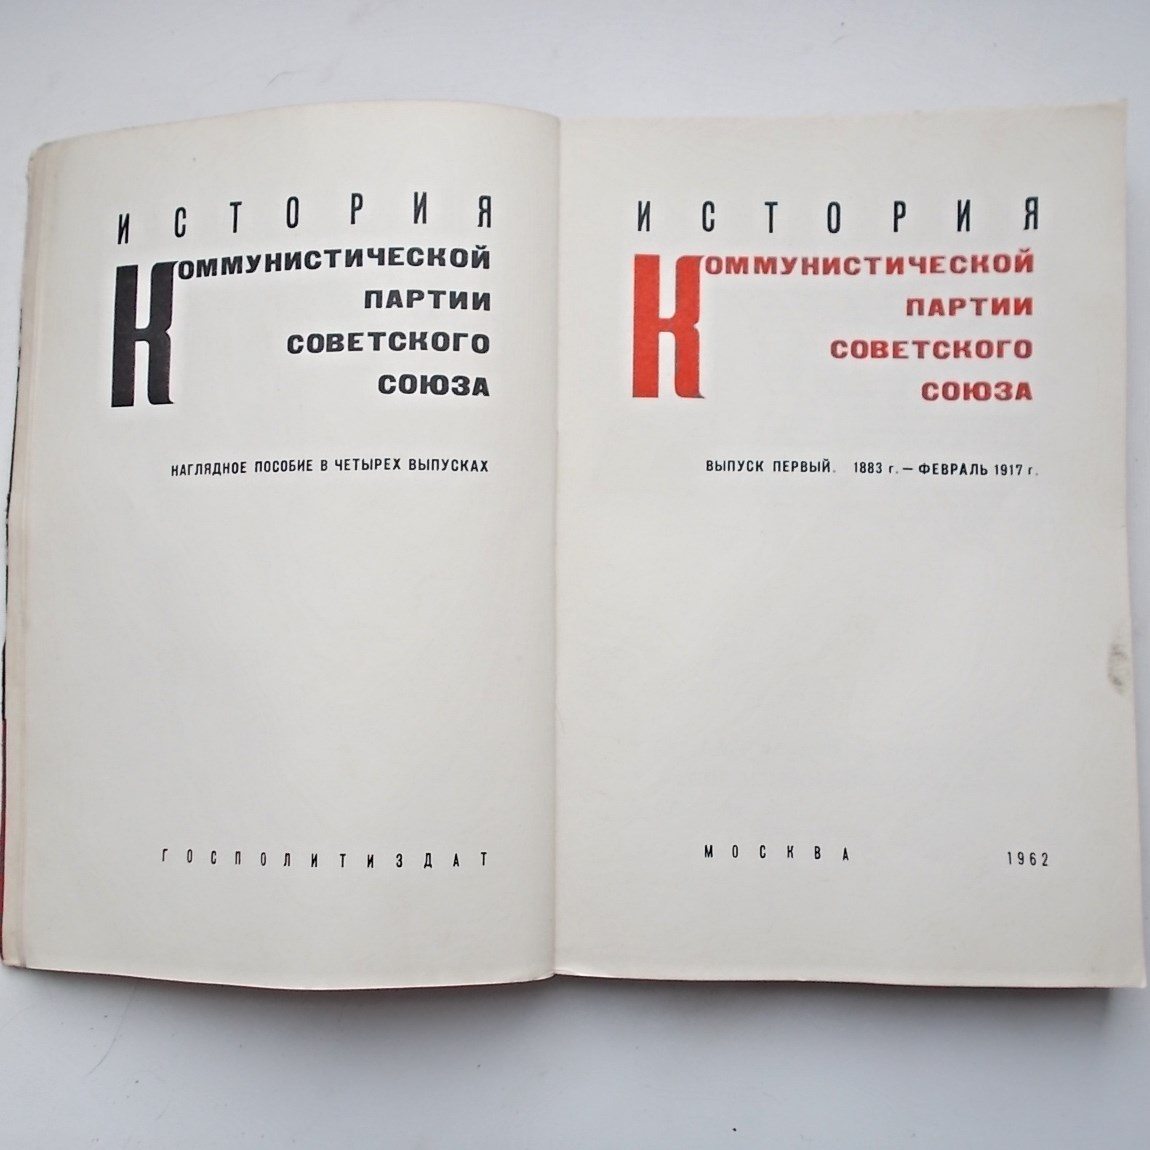 ИСТОРИЯ
КОММУНИСТИЧЕСКОЙ
ПАРТИИ
СОВЕТСКОГО
СОЮЗА
НАГЛЯДНОЕ ПОСОБИЕ В ЧЕТЫРЕХ ВЫПУСКАХ
ГОСПОЛИТИЗДАТ
ИСТОРИЯ
КОММУНИСТИЧЕСКОЙ
ПАРТИИ
СОВЕТСКОГО
СОЮЗА
ВЫПУСК ПЕРВЫЙ. 1883 г. — ФЕВРАЛЬ 1917 г.
МОСКВА 1962